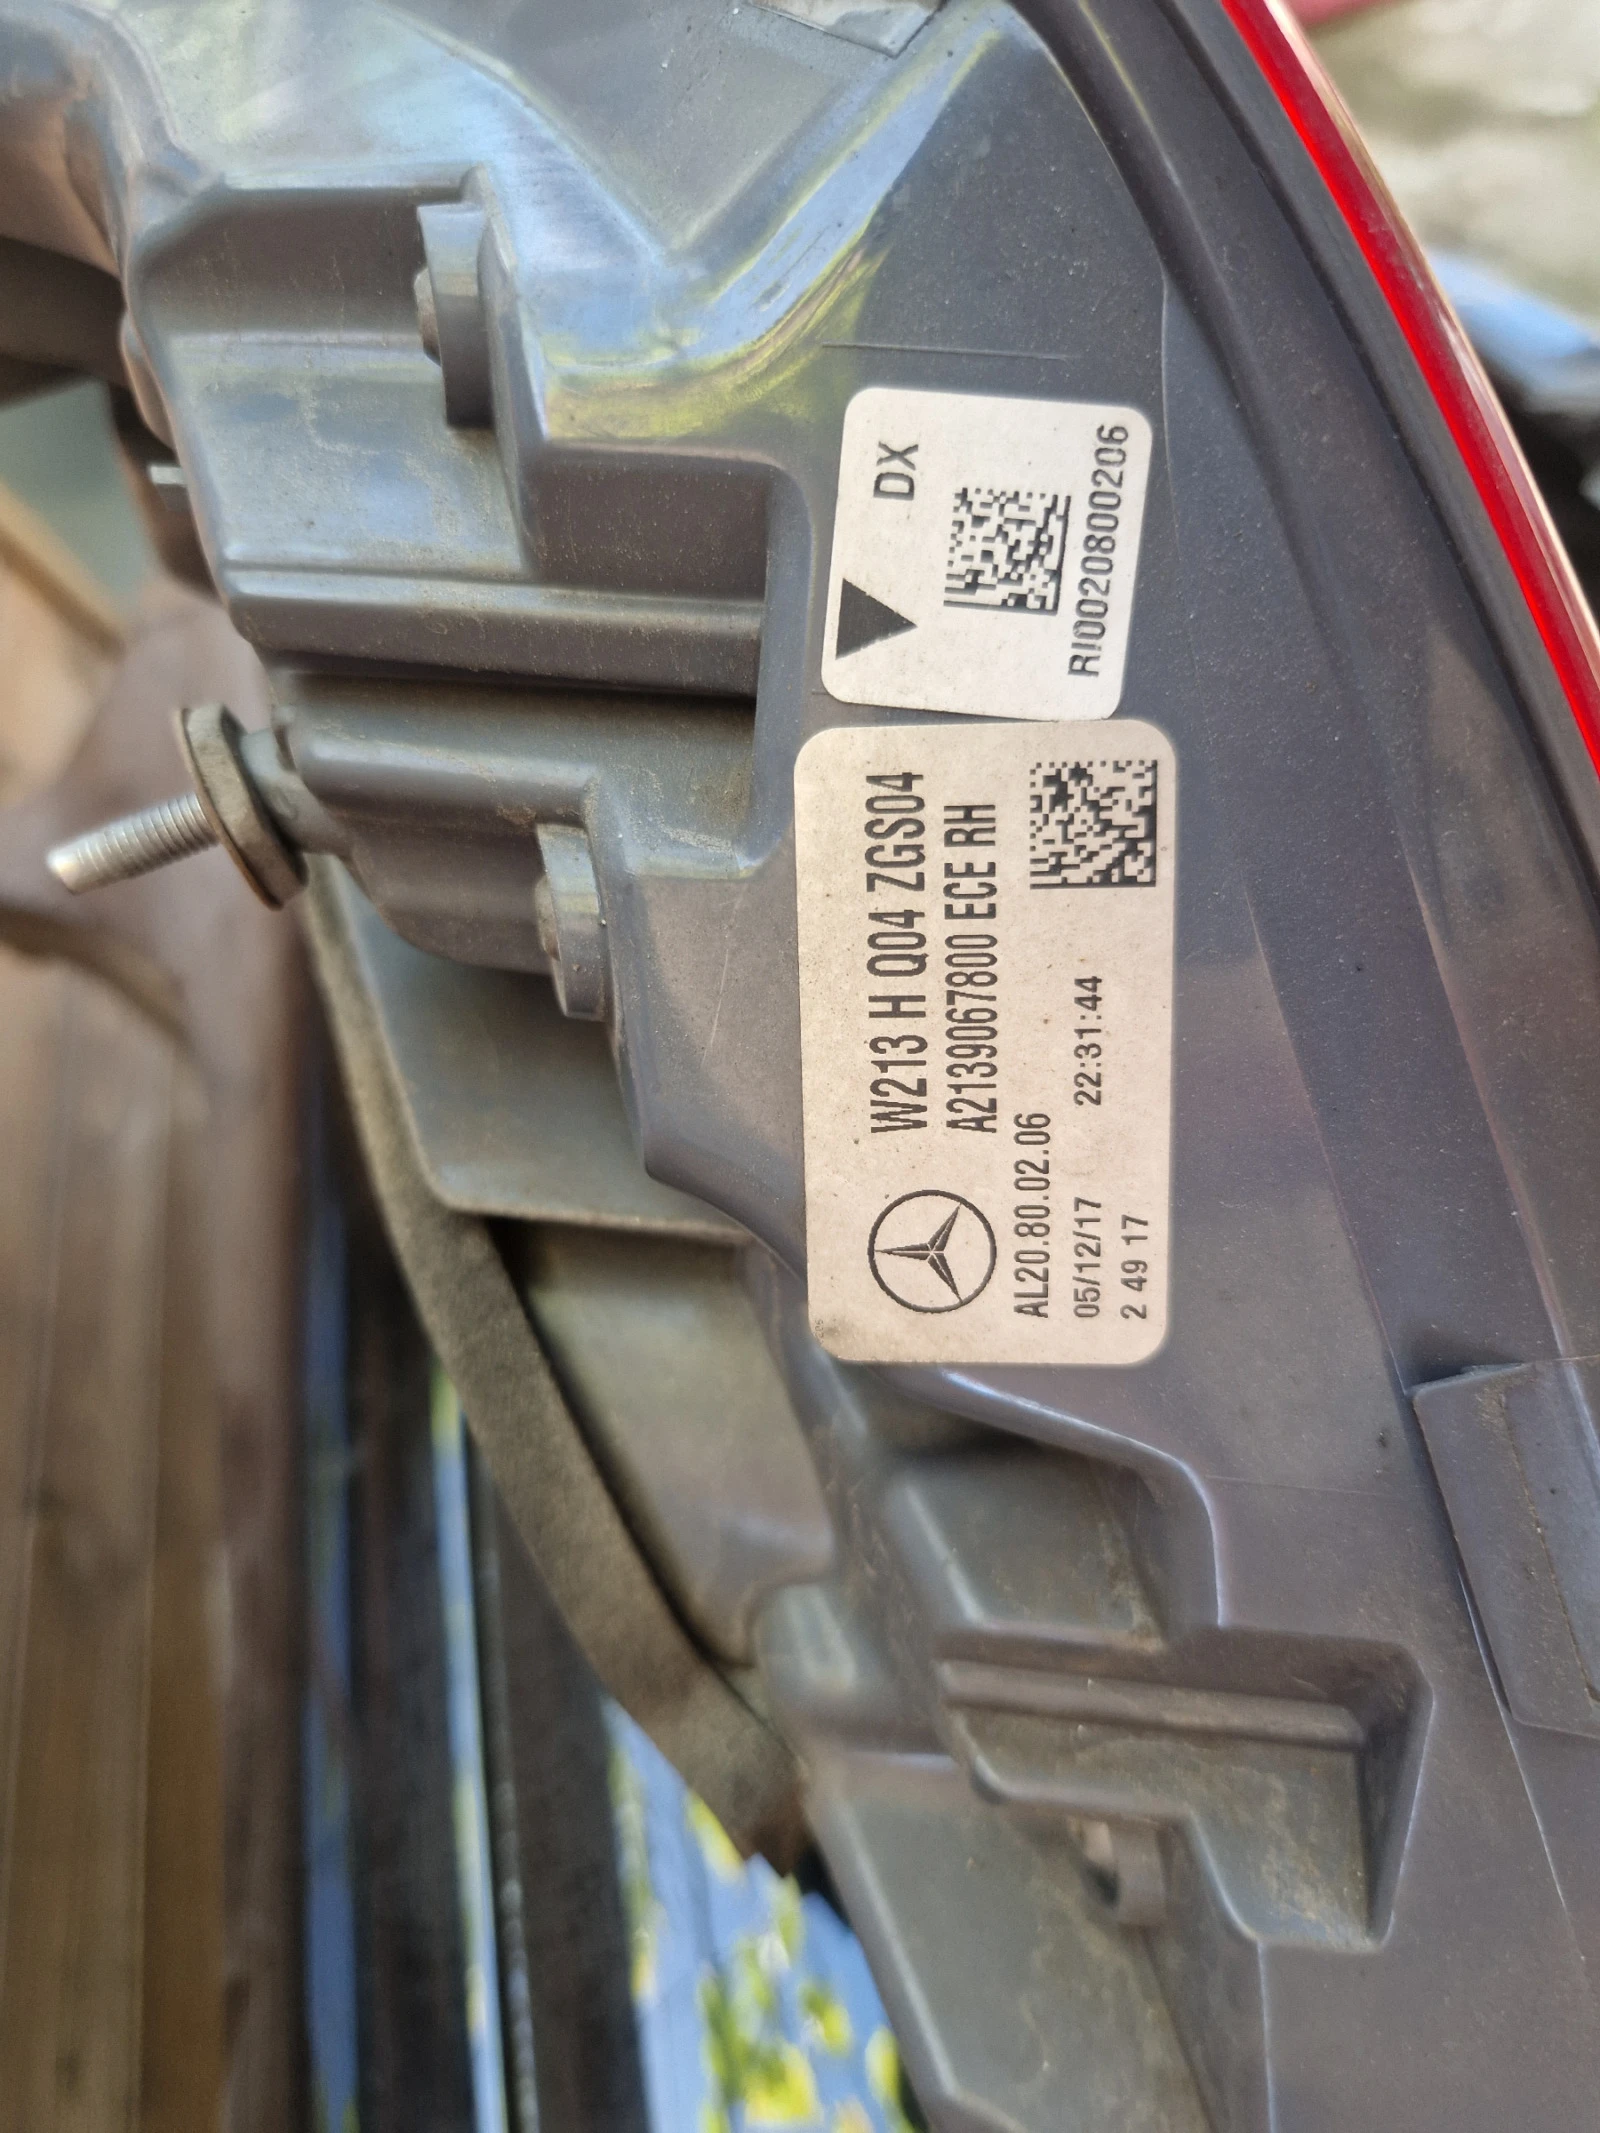 DX
RI0020800206
W213 H Q04 ZGS04
A2139067800 ECE RH
AL20.80.02.06
05/12/17 22:31:44
2 49 17